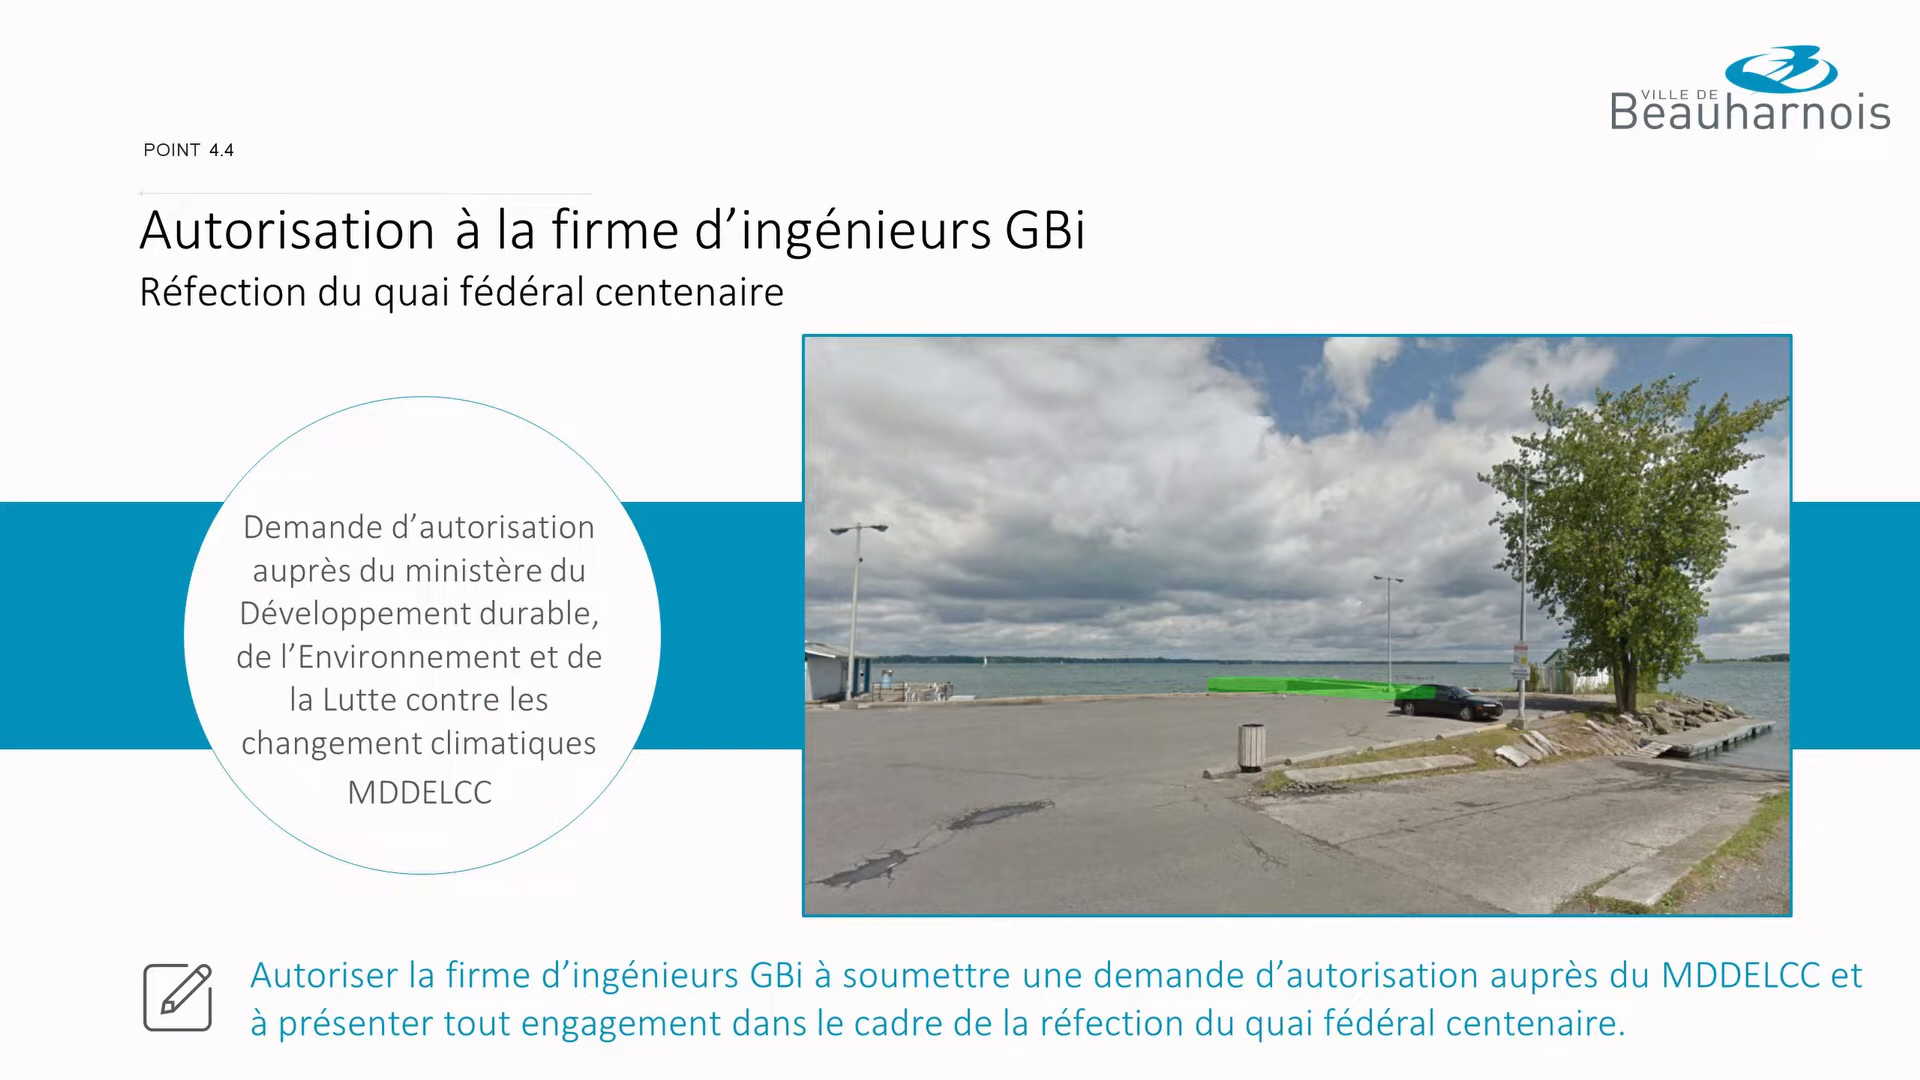 VILLE DE
Beauharnois
POINT 4.4
Autorisation à la firme d’ingénieurs GBi
Réfection du quai fédéral centenaire
Demande d’autorisation
auprès du ministère du
Développement durable,
de l’Environnement et de
la Lutte contre les
changement climatiques
MDDELCC
Autoriser la firme d’ingénieurs GBi à soumettre une demande d’autorisation auprès du MDDELCC et
à présenter tout engagement dans le cadre de la réfection du quai fédéral centenaire.